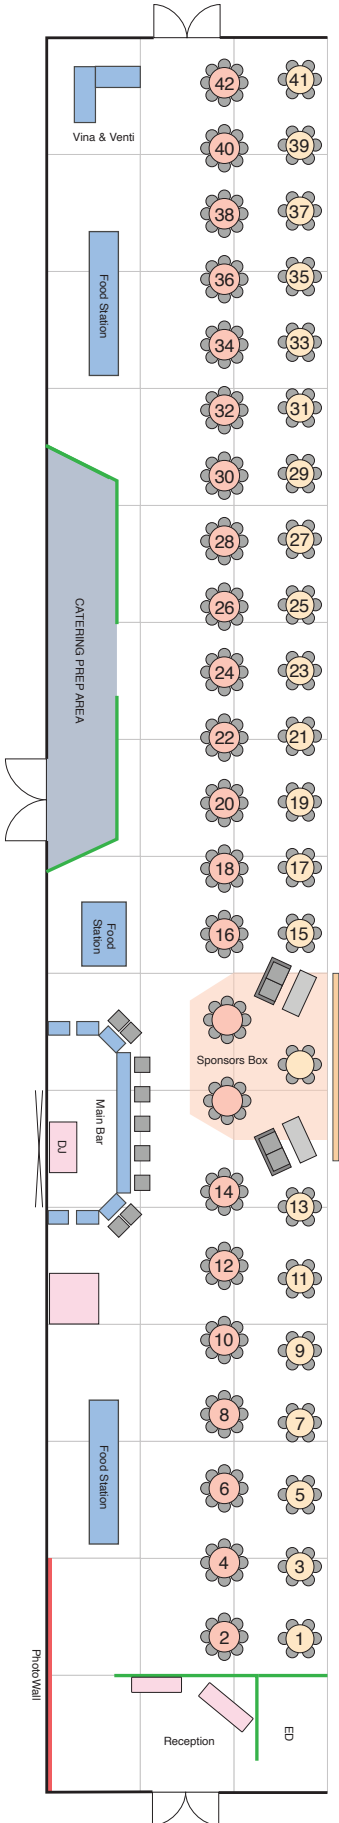 42 41
Vina & Venti
40 39
38 37
36 35
Food Station
34 33
32 31
30 29
28 27
26 25
CATERING PREP AREA
24 23
22 21
20 19
18 17
16 15
Food
Station
Sponsors Box
Main Bar
DJ
14 13
12 11
10 9
8 7
Food Station
6 5
4 3
2 1
PhotoWall
Reception
ED